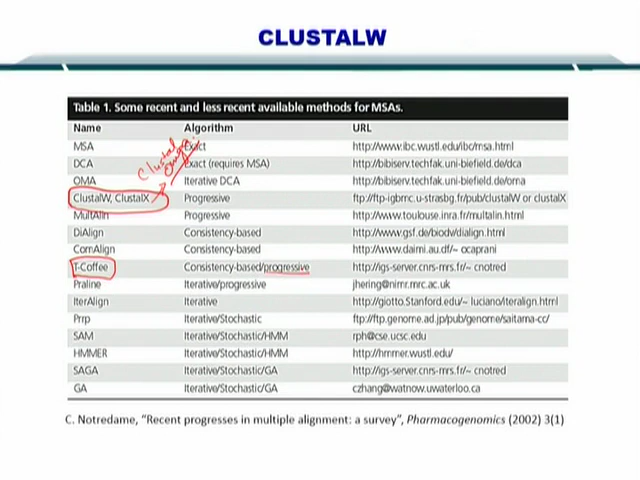 CLUSTALW
Table 1. Some recent and less recent available methods for MSAs.
Name Algorithm URL
MSA Exact http://www.ibc.wustl.edu/ibc/msa.html
DCA Exact (requires MSA) http://bibiserv.techfak.uni-biefield.de/dca
OMA Iterative DCA http://bibiserv.techfak.uni-biefield.de/oma
ClustalW, ClustalX Progressive ftp://ftp-igbmc.u-strasbg.fr/pub/clustalW or clustalX
MultAlin Progressive http://www.toulouse.inra.fr/multalin.html
DiAlign Consistency-based http://www.gsf.de/biodv/dialign.html
ComAlign Consistency-based http://www.daimi.au.df/~ ocaprani
T-Coffee Consistency-based/progressive http://igs-server.cnrs-mrs.fr/~ cnotred
Praline Iterative/progressive jhering@nimr.mrc.ac.uk
IterAlign Iterative http://giotto.Stanford.edu/~ luciano/iteralign.html
Prrp Iterative/Stochastic ftp://ftp.genome.ad.jp/pub/genome/saitama-cc/
SAM Iterative/Stochastic/HMM rph@cse.ucsc.edu
HMMER Iterative/Stochastic/HMM http://hmmer.wustl.edu/
SAGA Iterative/Stochastic/GA http://igs-server.cnrs-mrs.fr/~ cnotred
GA Iterative/Stochastic/GA czhang@watnow.uwaterloo.ca
Clustal
Omega
C. Notredame, "Recent progresses in multiple alignment: a survey", Pharmacogenomics (2002) 3(1)